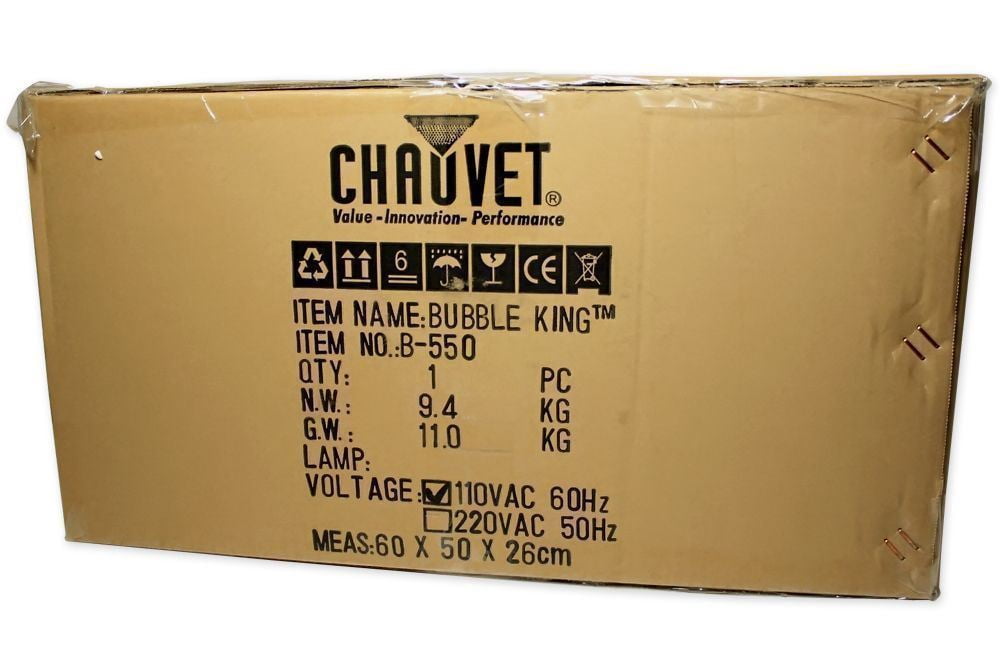 CHAUVET®
Value - Innovation - Performance
6 CE
ITEM NAME:BUBBLE KING™
ITEM NO.:B-550
QTY: 1 PC
N.W.: 9.4 KG
G.W.: 11.0 KG
LAMP:
VOLTAGE:☑110VAC 60Hz
☐220VAC 50Hz
MEAS:60 X 50 X 26cm